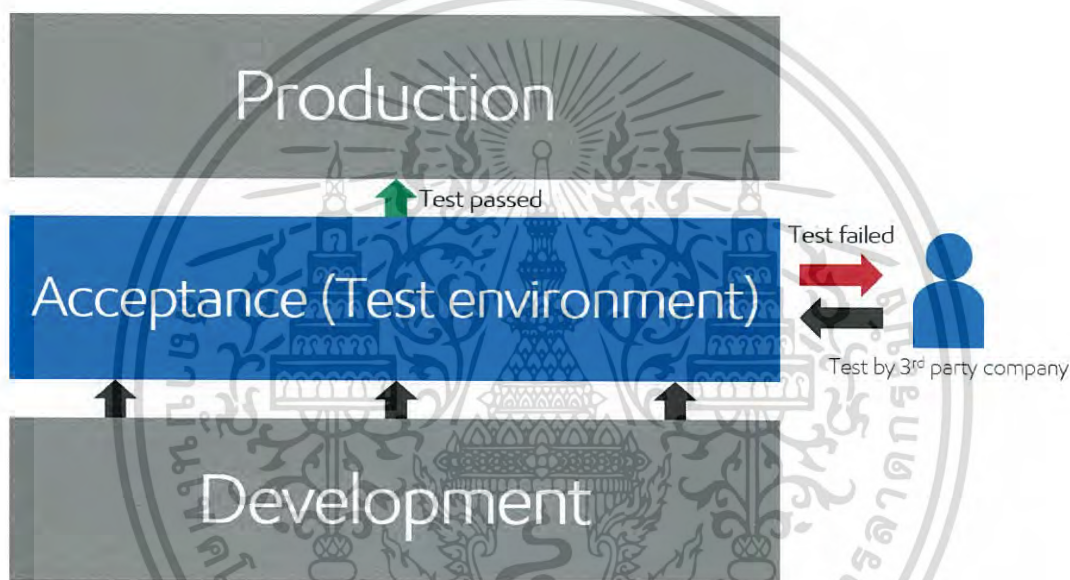 Production
Test passed
Test failed
Acceptance (Test environment)
Test by 3rd party company
Development